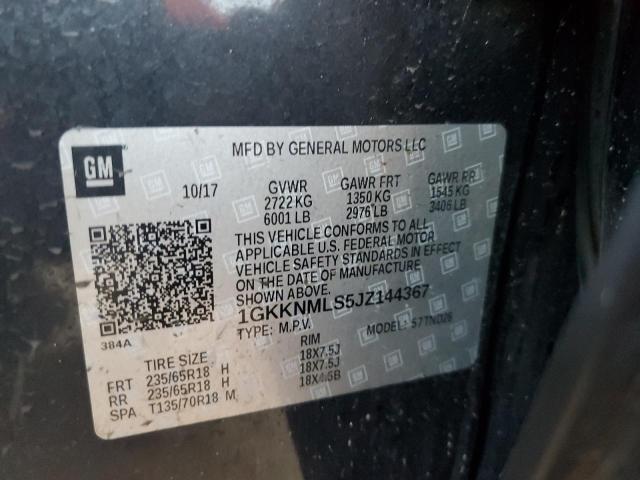 GM
MFD BY GENERAL MOTORS LLC
10/17 GVWR GAWR FRT GAWR RR
2722 KG 1350 KG 1545 KG
6001 LB 2976 LB 3406 LB
THIS VEHICLE CONFORMS TO ALL
APPLICABLE U.S. FEDERAL MOTOR
VEHICLE SAFETY STANDARDS IN EFFECT
ON THE DATE OF MANUFACTURE
SHOWN ABOVE.
1GKKNMLS5JZ144367
TYPE: M.P.V. MODEL: S7TND26
384A
TIRE SIZE RIM
FRT 235/65R18 H 18X7.5J
RR 235/65R18 H 18X7.5J
SPA T135/70R18 M 18X4.5B